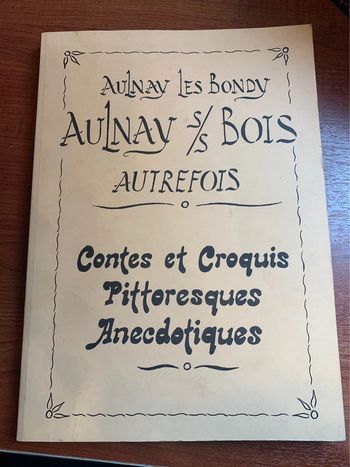 Aulnay Les Bondy
Aulnay s/s Bois
Autrefois
Contes et Croquis
Pittoresques
Anecdotiques